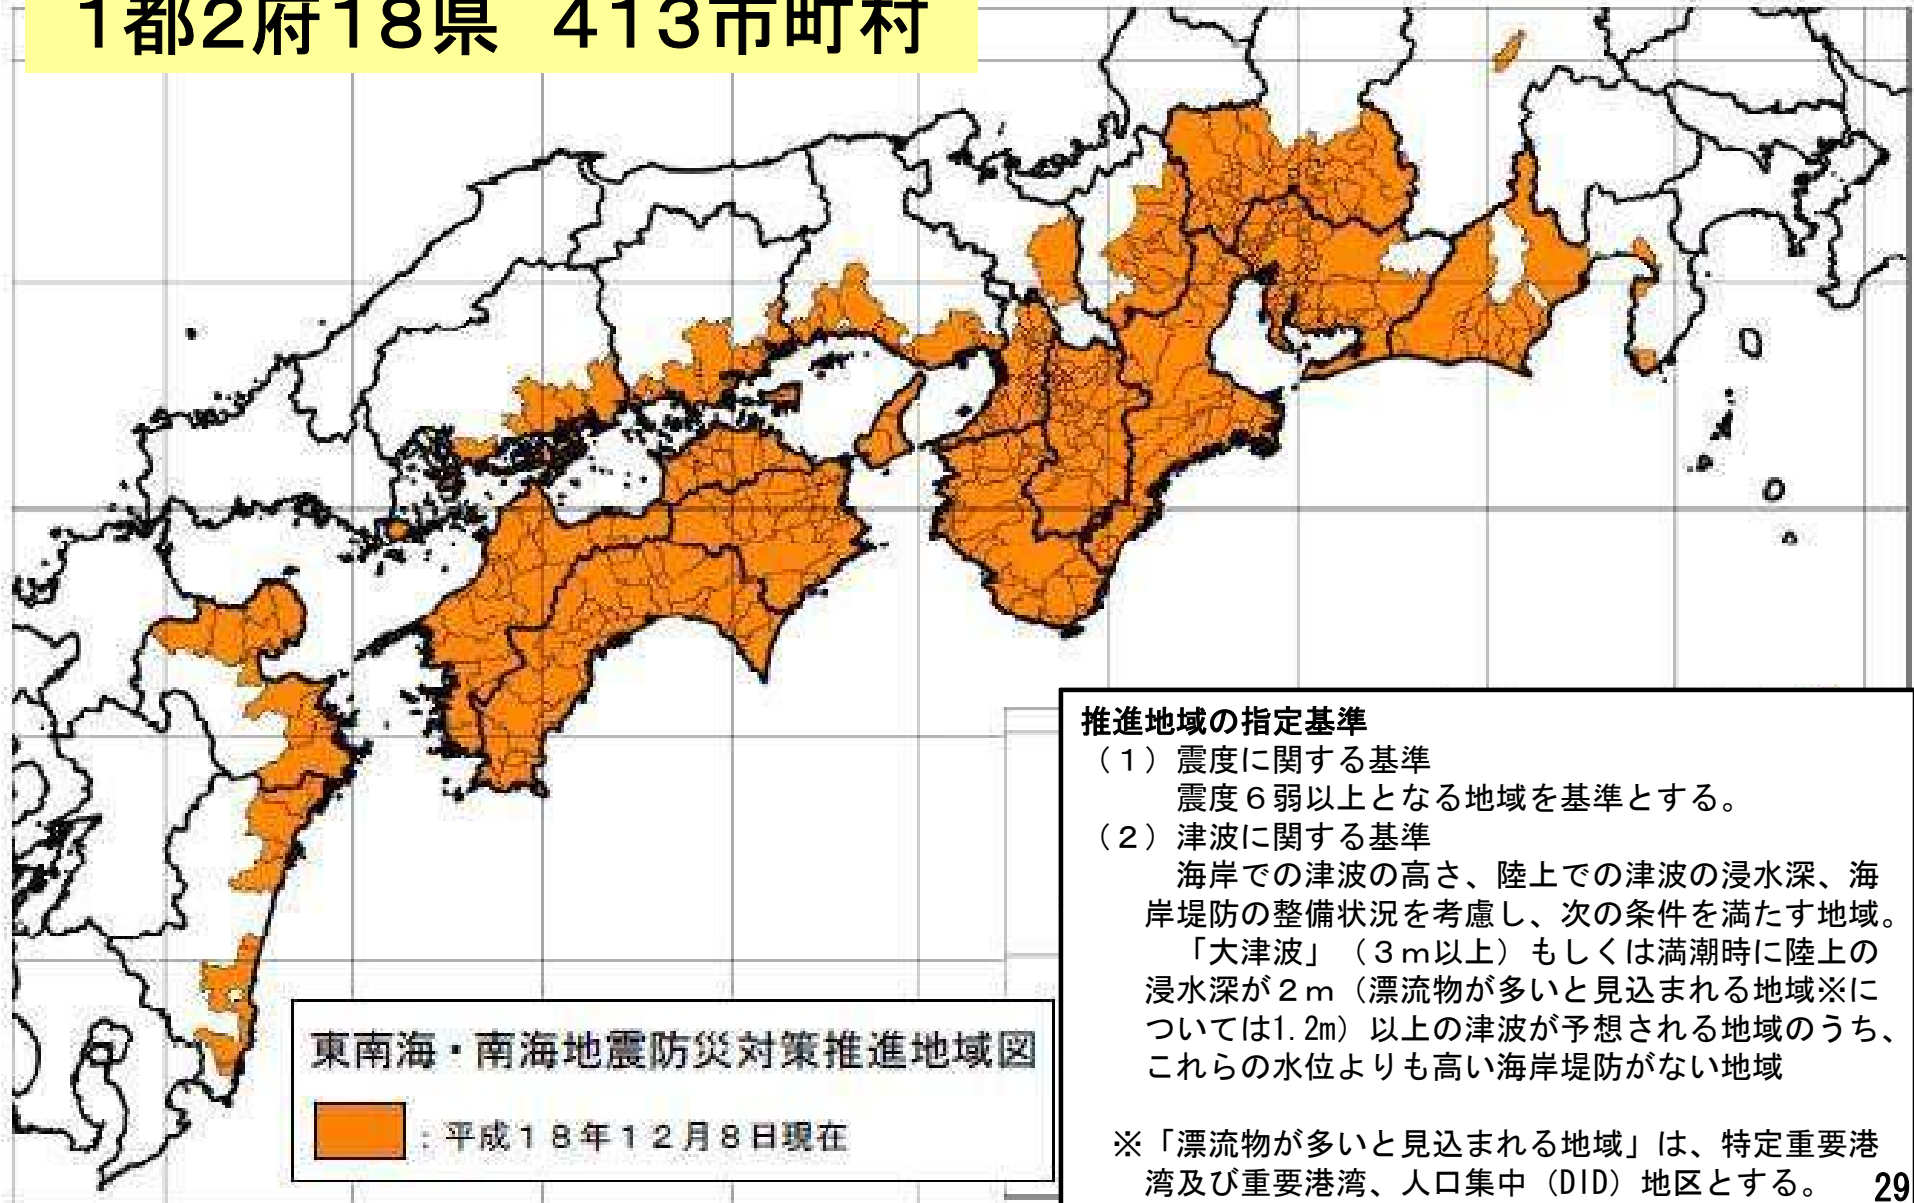 1都2府18県 413市町村
推進地域の指定基準
（１）震度に関する基準
震度６弱以上となる地域を基準とする。
（２）津波に関する基準
海岸での津波の高さ、陸上での津波の浸水深、海
岸堤防の整備状況を考慮し、次の条件を満たす地域。
「大津波」（３ｍ以上）もしくは満潮時に陸上の
浸水深が２ｍ（漂流物が多いと見込まれる地域※に
ついては1.2m）以上の津波が予想される地域のうち、
これらの水位よりも高い海岸堤防がない地域
※「漂流物が多いと見込まれる地域」は、特定重要港
湾及び重要港湾、人口集中（DID）地区とする。
東南海・南海地震防災対策推進地域図
：平成１８年１２月８日現在
29